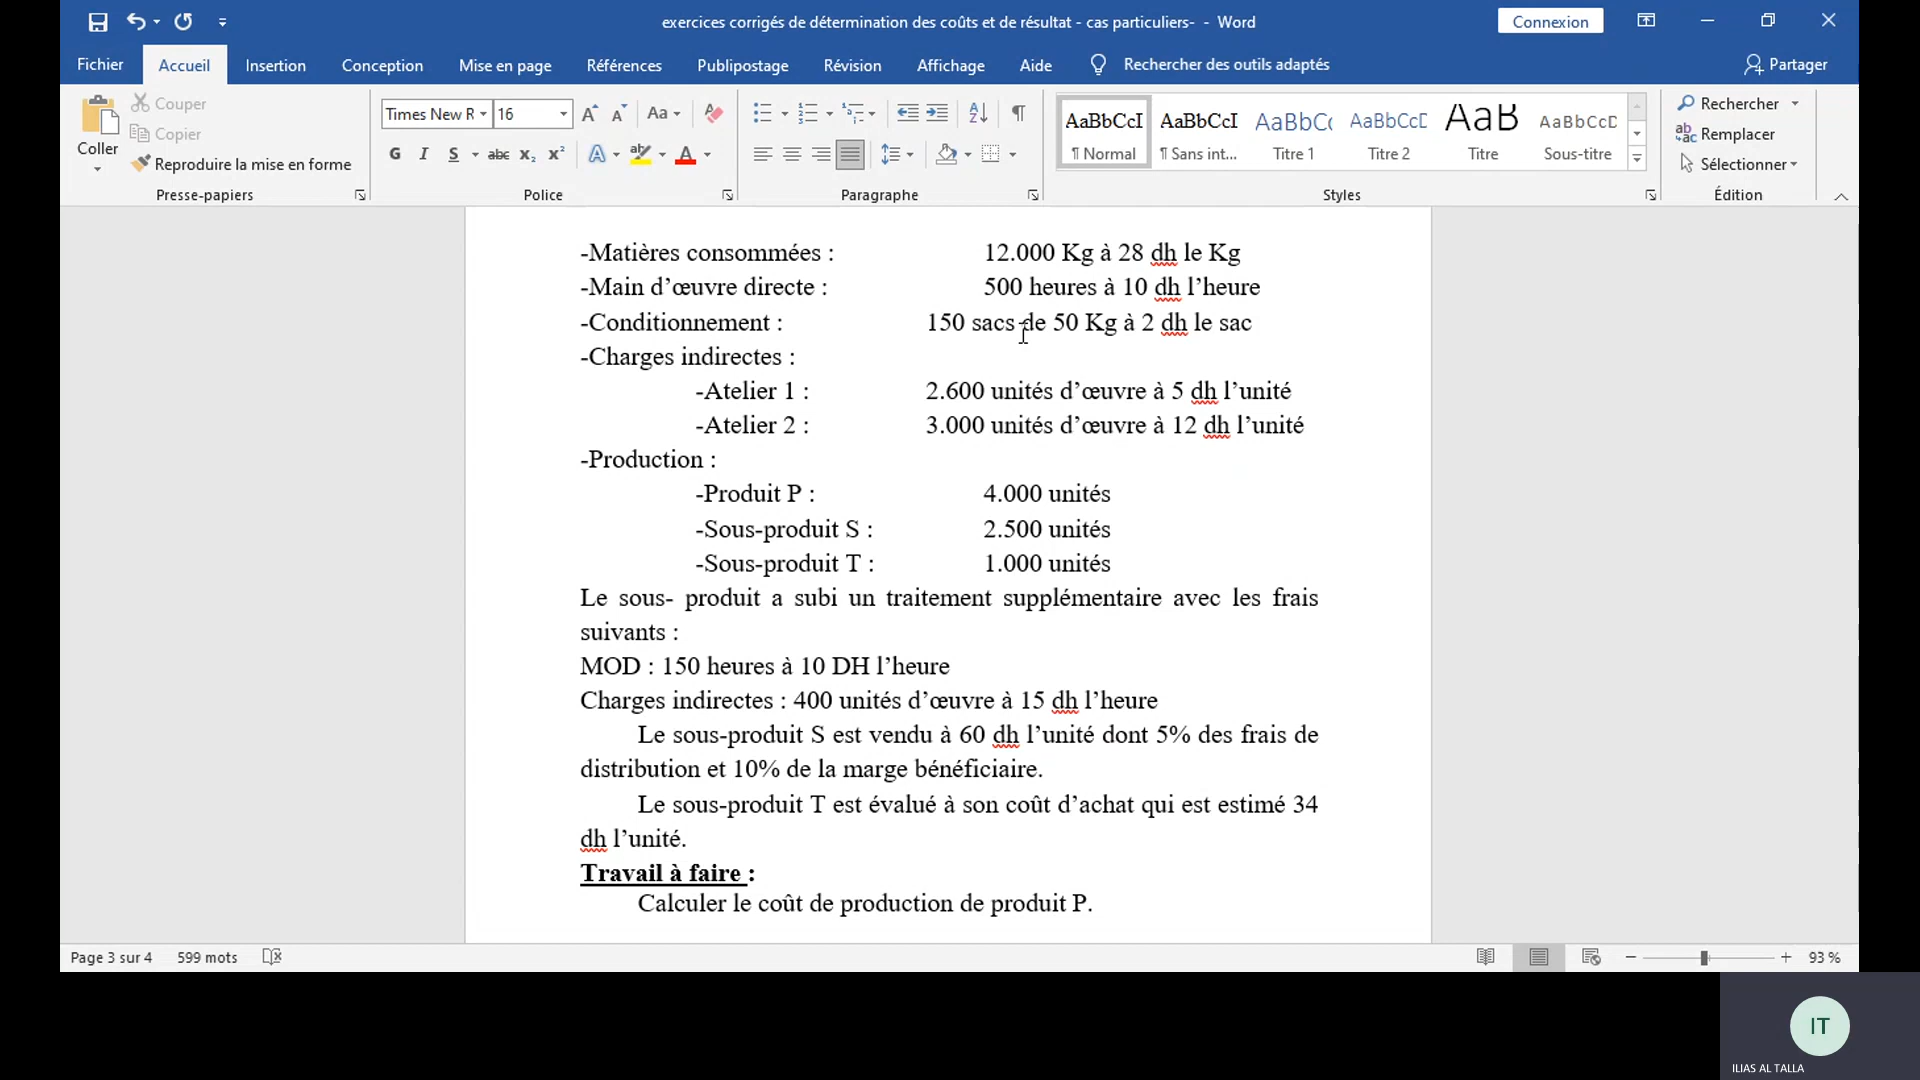 exercices corrigés de détermination des coûts et de résultat - cas particuliers- - Word
Connexion
Fichier Accueil Insertion Conception Mise en page Références Publipostage Révision Affichage Aide Rechercher des outils adaptés Partager
Coller
Couper
Copier
Reproduire la mise en forme
Presse-papiers
Times New R 16
G I S abc x₂ x²
Police
Paragraphe
AaBbCcI AaBbCcI AaBbCc AaBbCcD AaB AaBbCcD
¶ Normal ¶ Sans int... Titre 1 Titre 2 Titre Sous-titre
Styles
Rechercher
Remplacer
Sélectionner
Édition
-Matières consommées : 12.000 Kg à 28 dh le Kg
-Main d’œuvre directe : 500 heures à 10 dh l’heure
-Conditionnement : 150 sacs de 50 Kg à 2 dh le sac
-Charges indirectes :
-Atelier 1 : 2.600 unités d’œuvre à 5 dh l’unité
-Atelier 2 : 3.000 unités d’œuvre à 12 dh l’unité
-Production :
-Produit P : 4.000 unités
-Sous-produit S : 2.500 unités
-Sous-produit T : 1.000 unités
Le sous- produit a subi un traitement supplémentaire avec les frais
suivants :
MOD : 150 heures à 10 DH l’heure
Charges indirectes : 400 unités d’œuvre à 15 dh l’heure
Le sous-produit S est vendu à 60 dh l’unité dont 5% des frais de
distribution et 10% de la marge bénéficiaire.
Le sous-produit T est évalué à son coût d’achat qui est estimé 34
dh l’unité.
Travail à faire :
Calculer le coût de production de produit P.
Page 3 sur 4 599 mots 93 %
IT
ILIAS AL TALLA